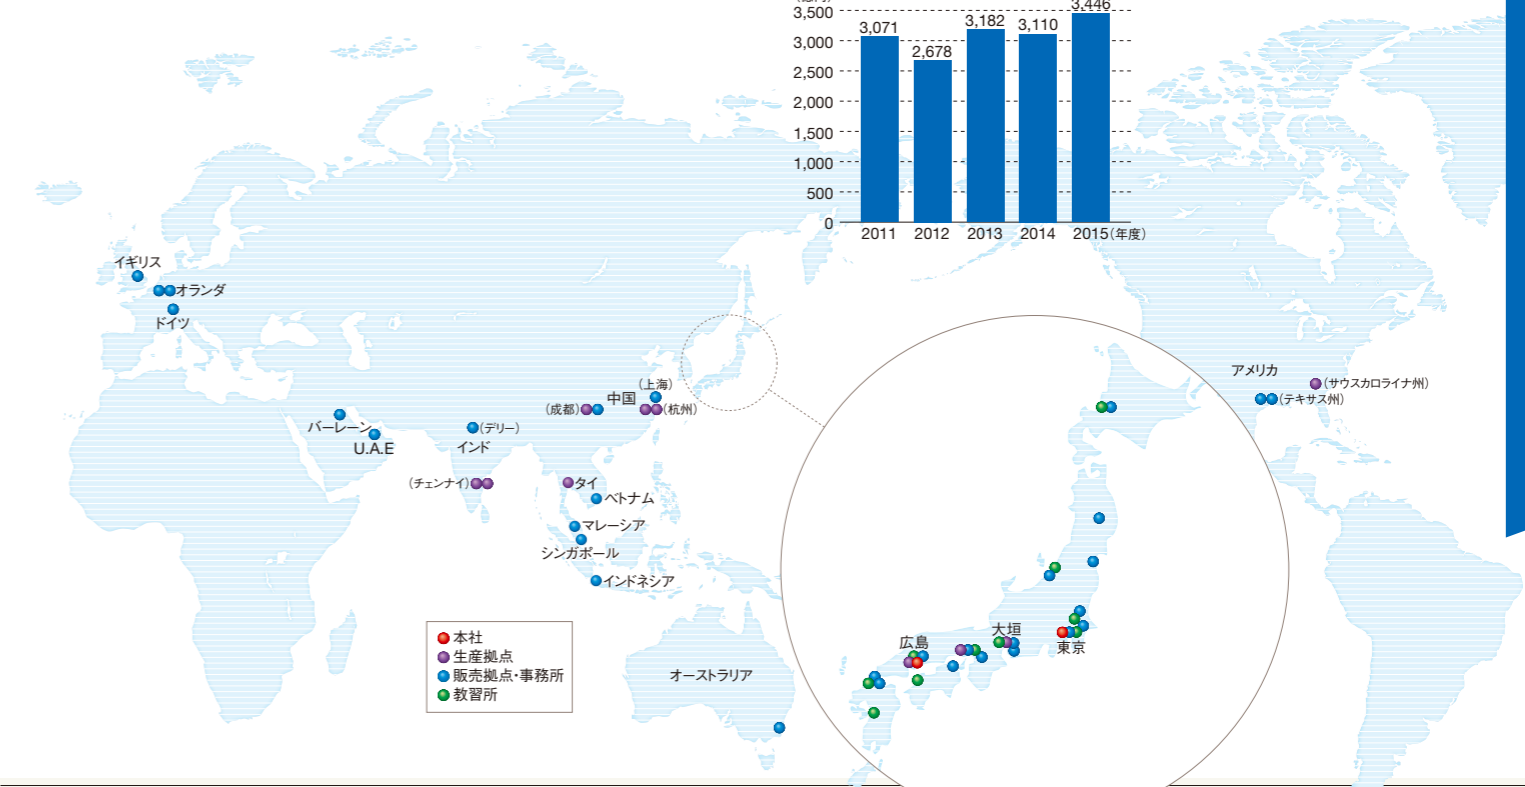 3,500
3,000
2,500
2,000
1,500
1,000
500
0
3,071
2,678
3,182
3,110
3,446
2011
2012
2013
2014
2015(年度)
イギリス
オランダ
ドイツ
バーレーン
U.A.E
(デリー)
インド
(チェンナイ)
(上海)
中国
(成都)
(杭州)
タイ
ベトナム
マレーシア
シンガポール
インドネシア
オーストラリア
アメリカ
(サウスカロライナ州)
(テキサス州)
広島
大垣
東京
本社
生産拠点
販売拠点・事務所
教習所